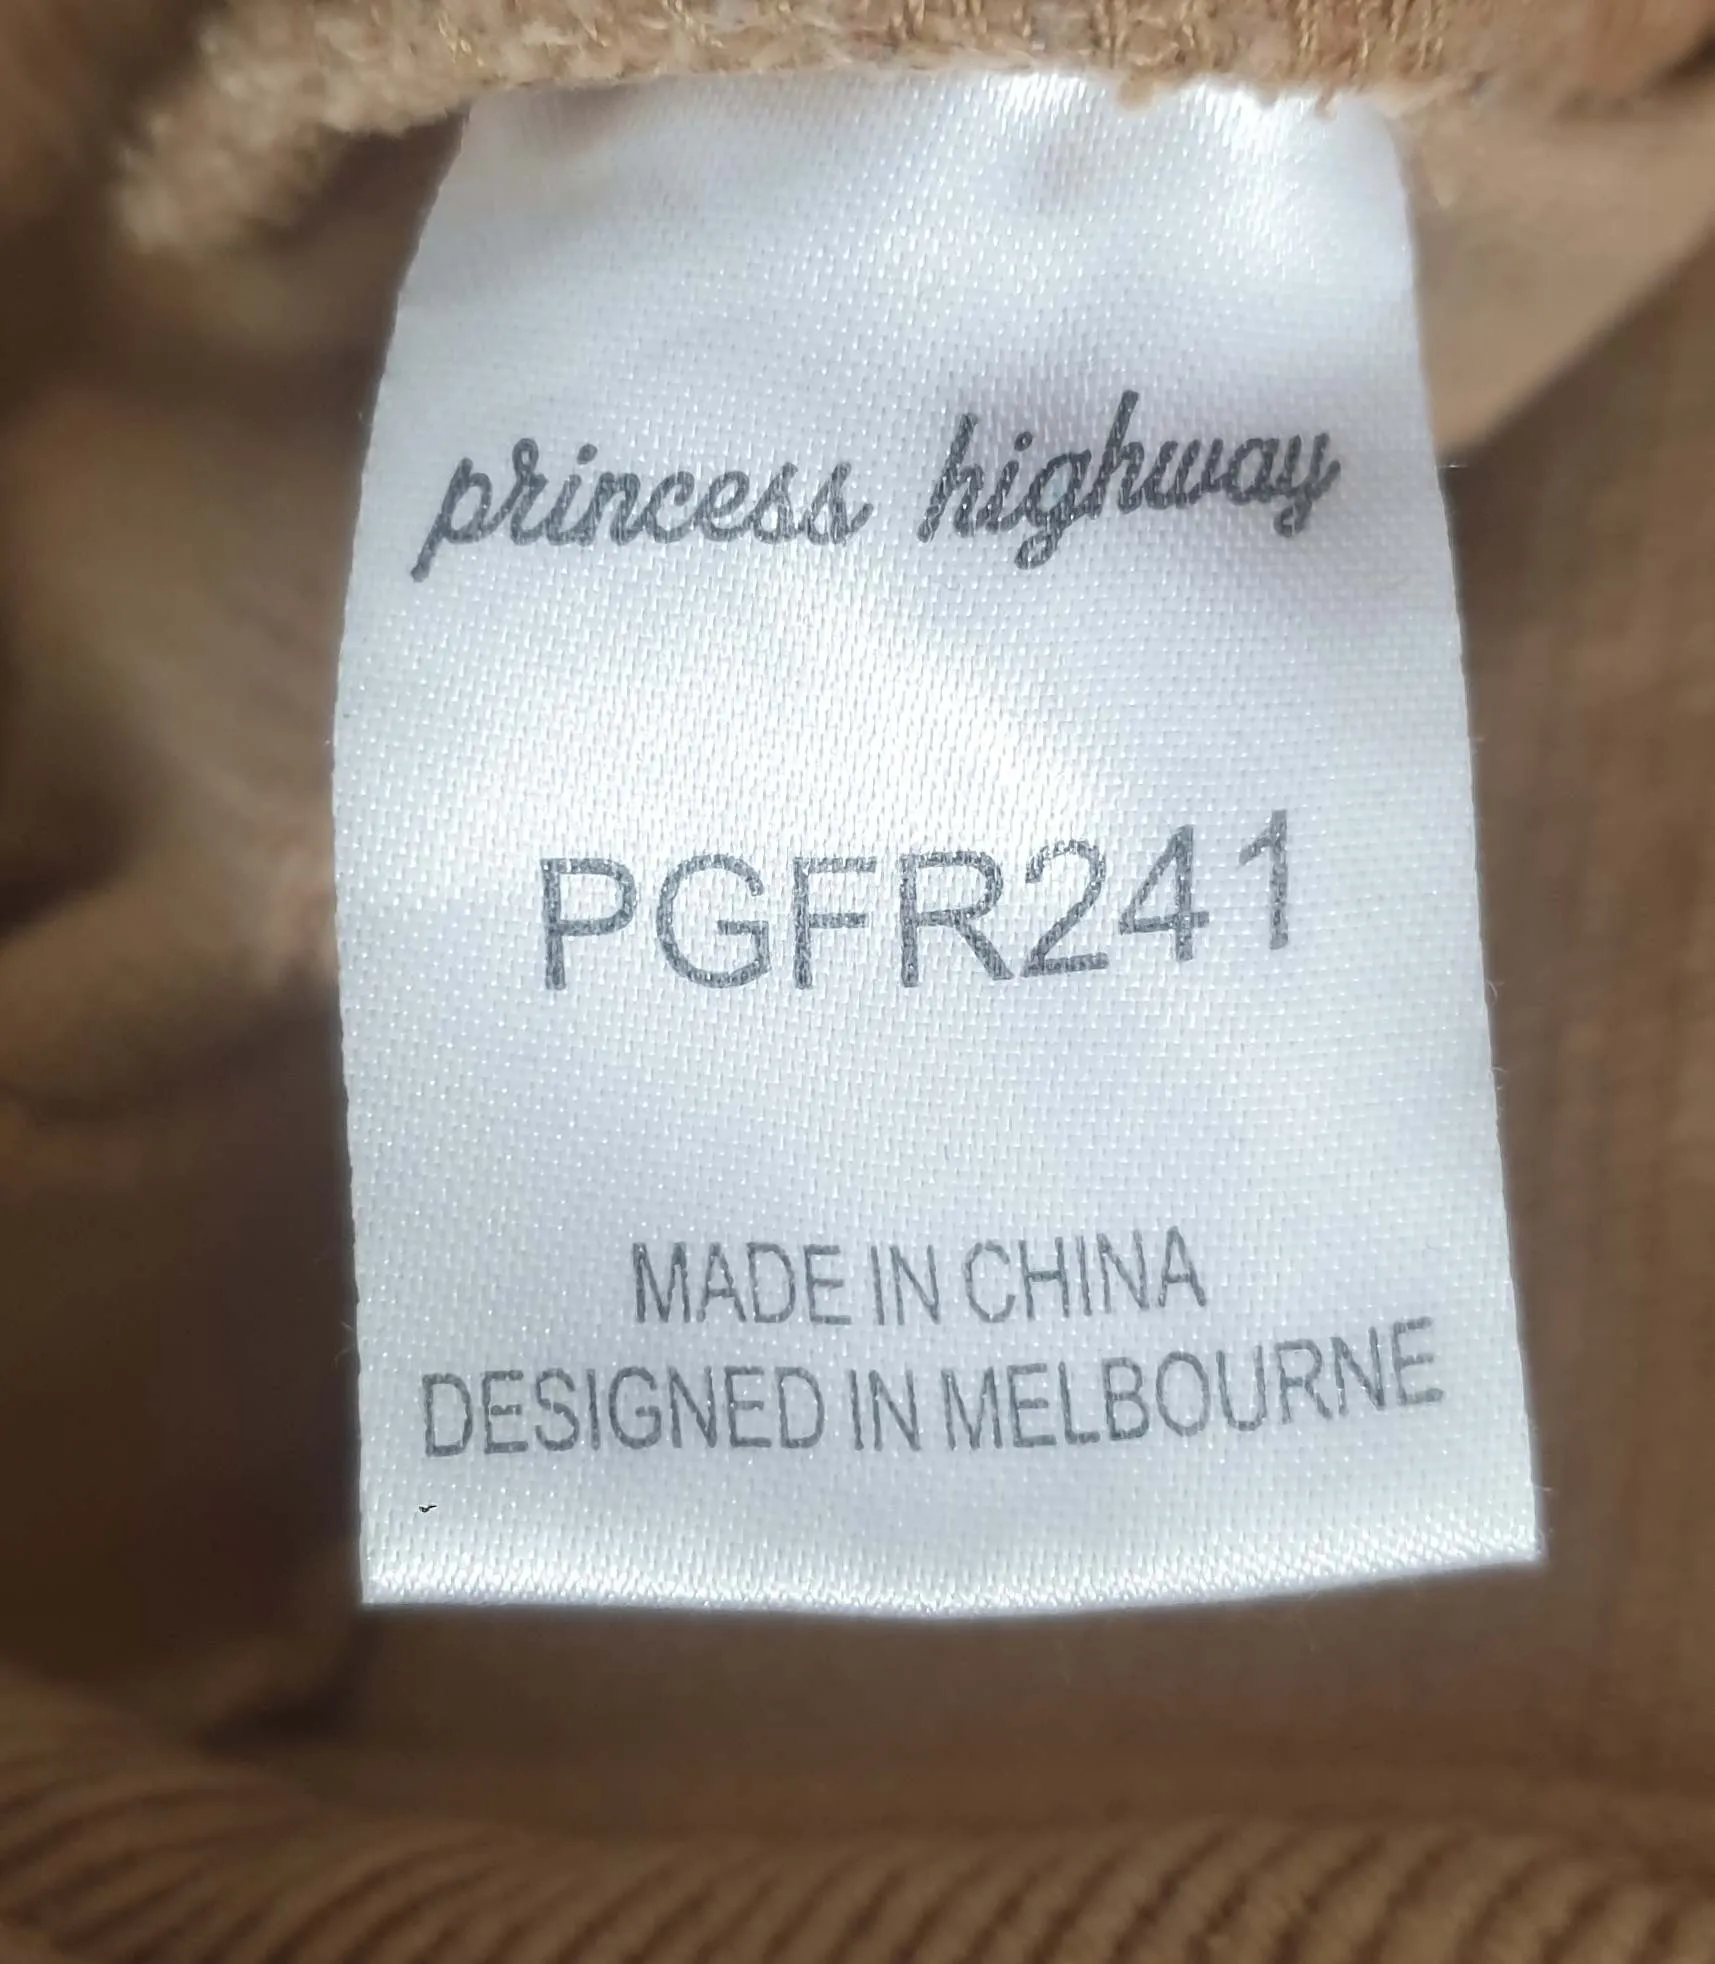 princess highway
PGFR241
MADE IN CHINA
DESIGNED IN MELBOURNE